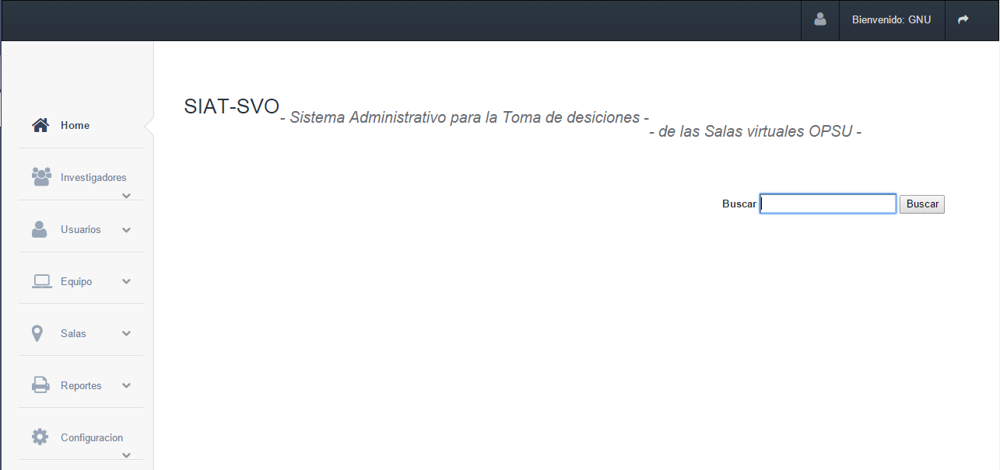 Bienvenido: GNU
SIAT-SVO
- Sistema Administrativo para la Toma de desiciones -
- de las Salas virtuales OPSU -
Home
Investigadores
Usuarios
Equipo
Salas
Reportes
Configuracion
Buscar
Buscar